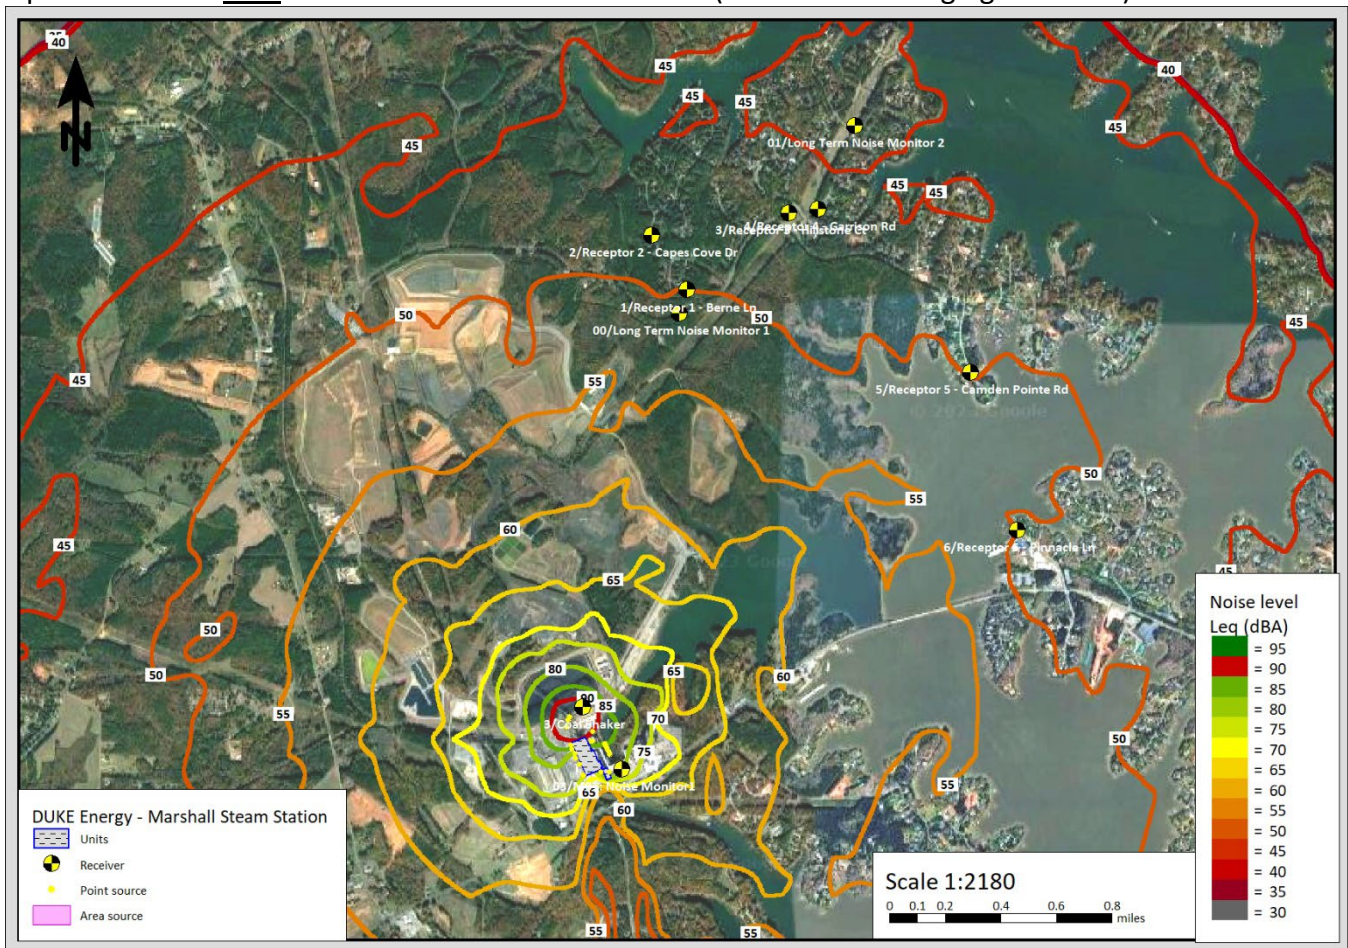 40
N
45
45
45
40
45
01/Long Term Noise Monitor 2
45
45
45
4/Receptor 4 - Garrison Rd
2/Receptor 2 - Capes Cove Dr
1/Receptor 1 - Berne Ln
00/Long Term Noise Monitor 1
50
50
45
45
55
5/Receptor 5 - Camden Pointe Rd
50
55
60
45
6/Receptor 6 - Pinnacle Ln
45
65
50
50
80
65
60
90
85
70
55
3/Coal Shaker
75
50
65
60
55
55
55
DUKE Energy - Marshall Steam Station
Units
Receiver
Point source
Area source
Scale 1:2180
0 0.1 0.2 0.4 0.6 0.8
miles
Noise level
Leq (dBA)
= 95
= 90
= 85
= 80
= 75
= 70
= 65
= 60
= 55
= 50
= 45
= 40
= 35
= 30